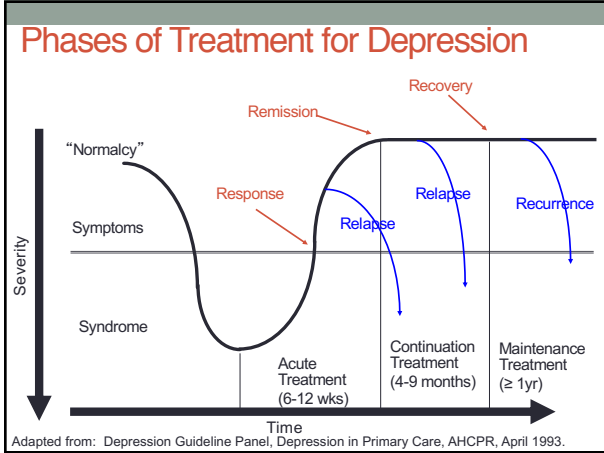 Phases of Treatment for Depression
Recovery
Remission
“Normalcy”
Response
Relapse
Relapse
Recurrence
Symptoms
Severity
Syndrome
Acute
Treatment
(6-12 wks)
Continuation
Treatment
(4-9 months)
Maintenance
Treatment
(≥ 1yr)
Time
Adapted from: Depression Guideline Panel, Depression in Primary Care, AHCPR, April 1993.